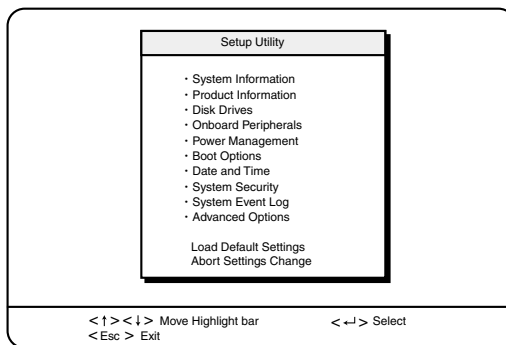 Setup Utility
· System Information
· Product Information
· Disk Drives
· Onboard Peripherals
· Power Management
· Boot Options
· Date and Time
· System Security
· System Event Log
· Advanced Options
Load Default Settings
Abort Settings Change
<↑><↓> Move Highlight bar <↵> Select
<Esc > Exit